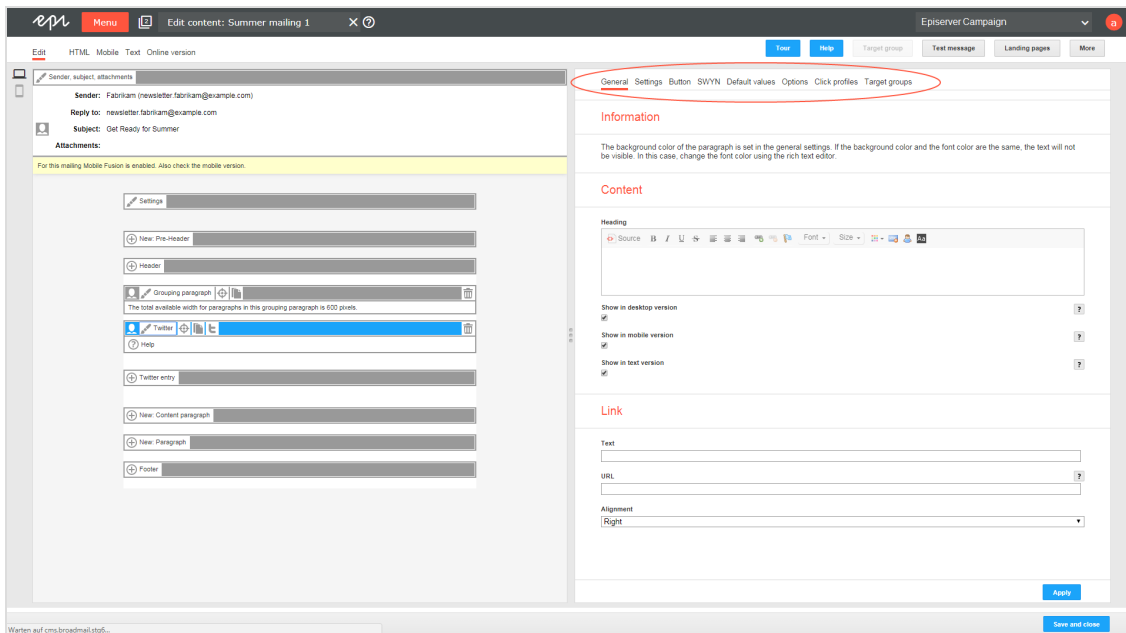 epi Menu 2 Edit content: Summer mailing 1 Episerver Campaign a
Edit HTML Mobile Text Online version Tour Help Target group Test message Landing pages More
Sender, subject, attachments
Sender: Fabrikam (newsletter.fabrikam@example.com)
Reply to: newsletter.fabrikam@example.com
Subject: Get Ready for Summer
Attachments:
For this mailing Mobile Fusion is enabled. Also check the mobile version.
Settings
New: Pre-Header
Header
Grouping paragraph
The total available width for paragraphs in this grouping paragraph is 600 pixels.
Twitter
Help
Twitter entry
New: Content paragraph
New: Paragraph
Footer
General Settings Button SWYN Default values Options Click profiles Target groups
Information
The background color of the paragraph is set in the general settings. If the background color and the font color are the same, the text will not
be visible. In this case, change the font color using the rich text editor.
Content
Heading
Source B I U S Font Size Aa
Show in desktop version
?
Show in mobile version
?
Show in text version
?
Link
Text
URL
?
Alignment
Right
Apply
Save and close
Warten auf cms.broadmail.stg6...